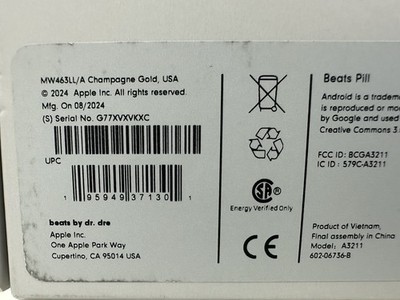 MW463LL/A Champagne Gold, USA
© 2024 Apple Inc. All rights reserved.
Mfg. On 08/2024
(S) Serial No. G77XVXVKXC
UPC
1 95949 37130 1
beats by dr. dre
Apple Inc.
One Apple Park Way
Cupertino, CA 95014 USA
SA
®
Energy Verified Only
CE
Beats Pill
Android is a tradema
is reproduced or mo
by Google and used
Creative Commons 3.
FCC ID: BCGA3211
IC ID: 579C-A3211
Product of Vietnam,
Final assembly in China
Model: A3211
602-06736-B